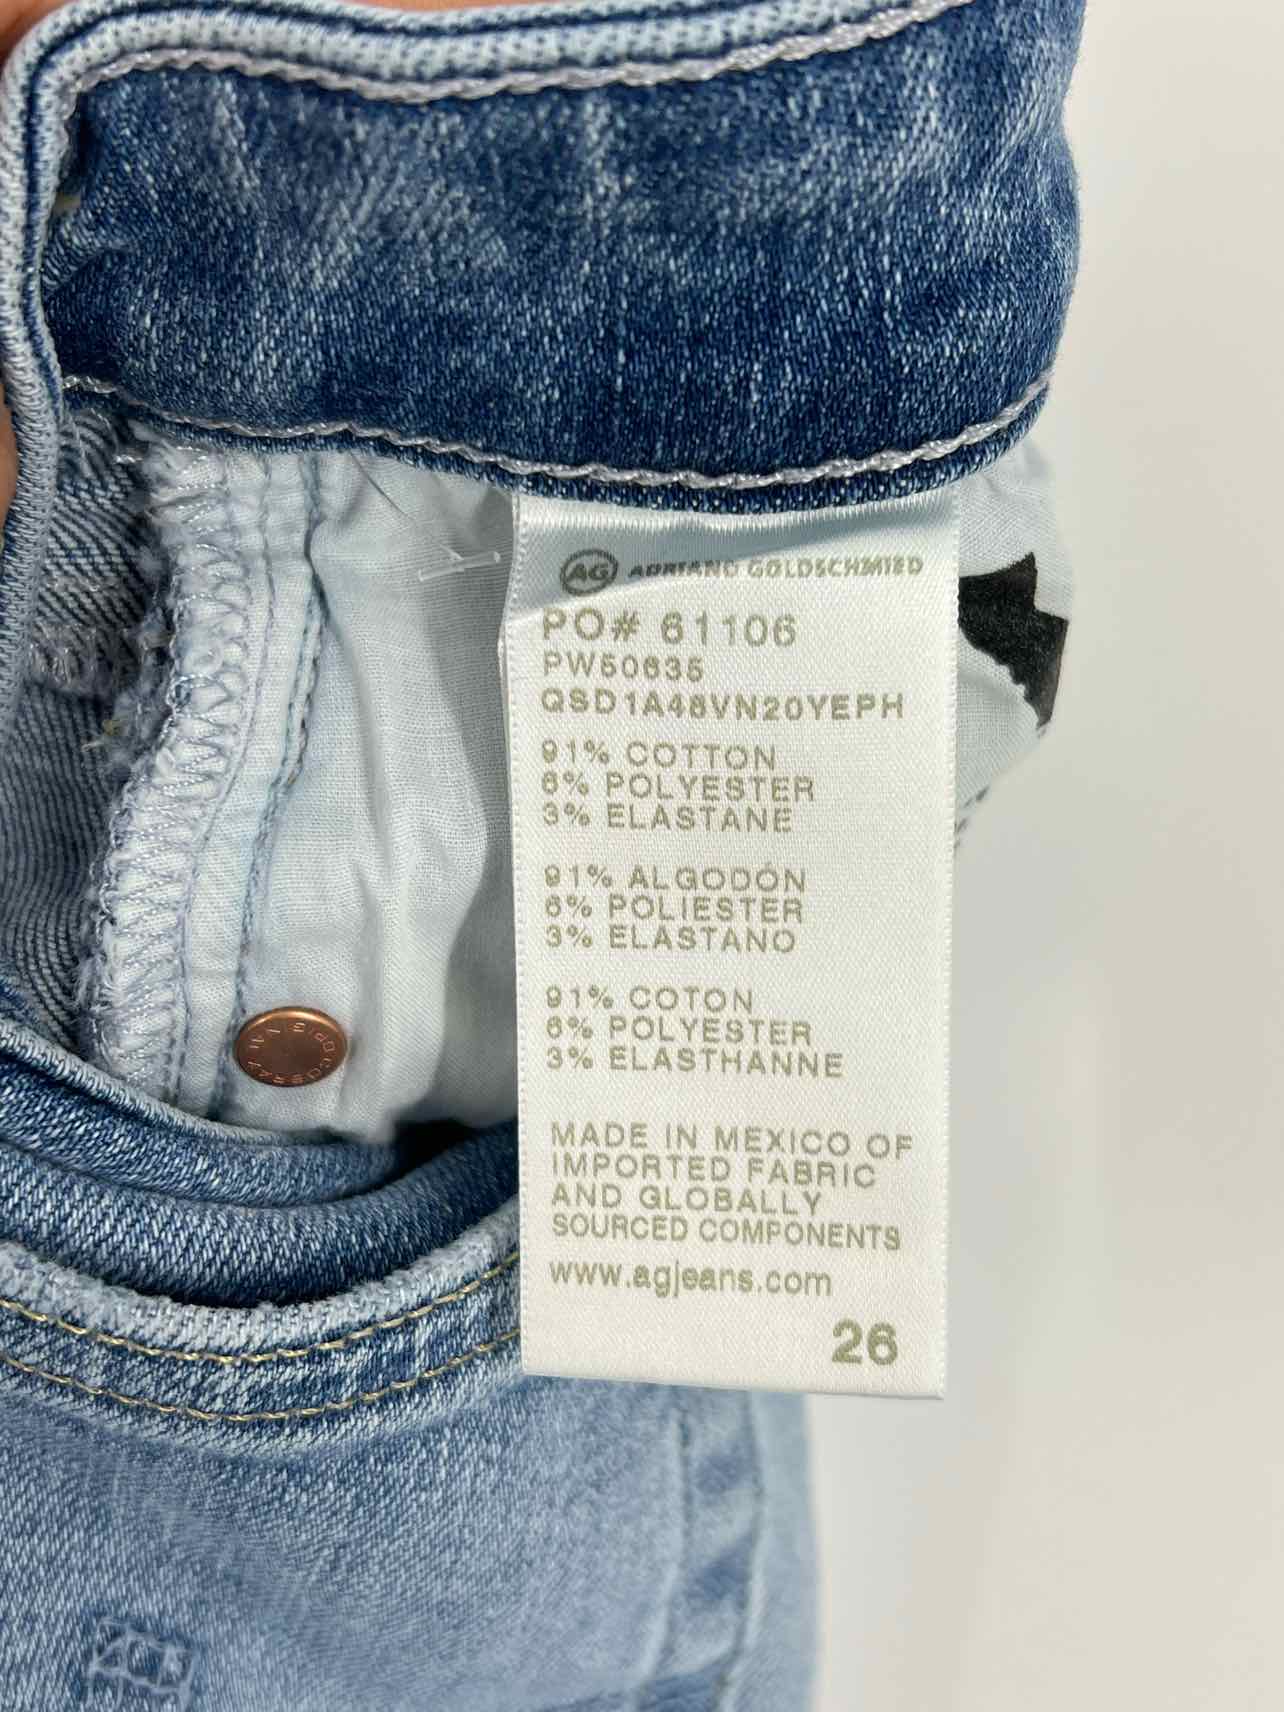 AG ADRIANO GOLDSCHMIED
PO# 61106
PW50635
QSD1A48VN20YEPH
91% COTTON
6% POLYESTER
3% ELASTANE
91% ALGODÓN
6% POLIESTER
3% ELASTANO
91% COTON
6% POLYESTER
3% ELASTHANNE
MADE IN MEXICO OF
IMPORTED FABRIC
AND GLOBALLY
SOURCED COMPONENTS
www.agjeans.com
26
ORIGINAL COBRAX